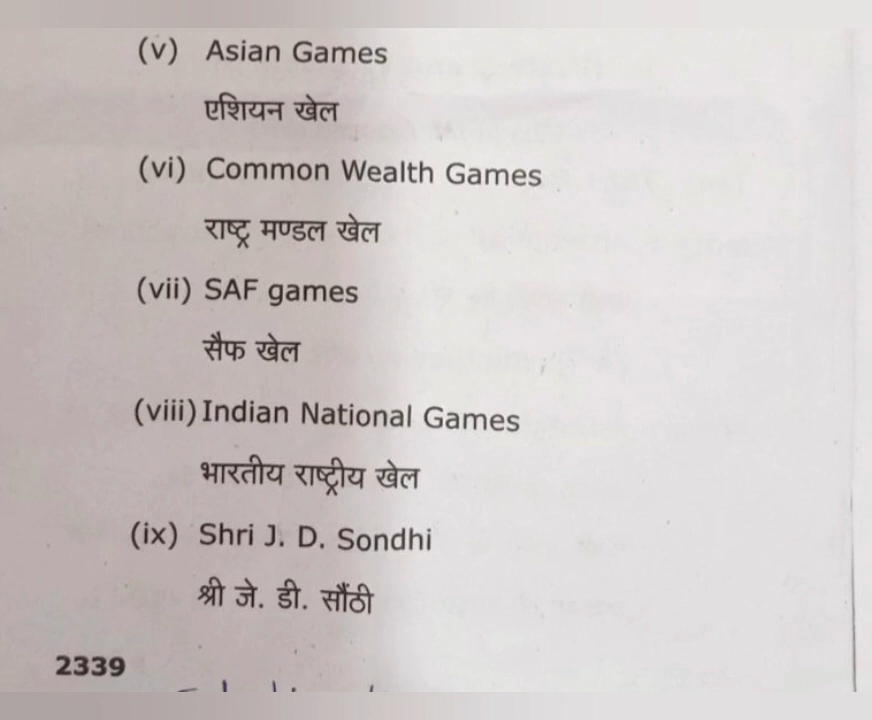 (v) Asian Games
एशियन खेल
(vi) Common Wealth Games
राष्ट्र मण्डल खेल
(vii) SAF games
सैफ खेल
(viii) Indian National Games
भारतीय राष्ट्रीय खेल
(ix) Shri J. D. Sondhi
श्री जे. डी. सौंठी
2339